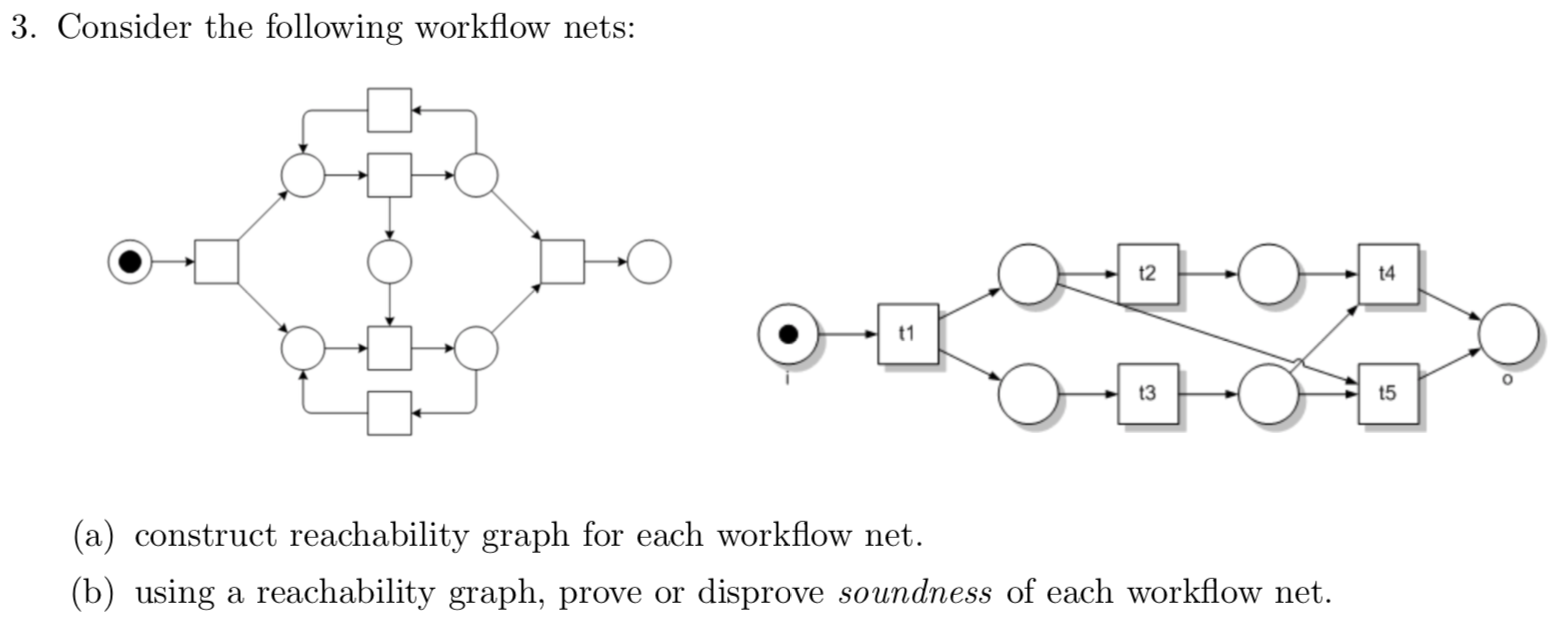 3. Consider the following workflow nets:
t2
t4
t1
i
o
t3
t5
(a) construct reachability graph for each workflow net.
(b) using a reachability graph, prove or disprove soundness of each workflow net.